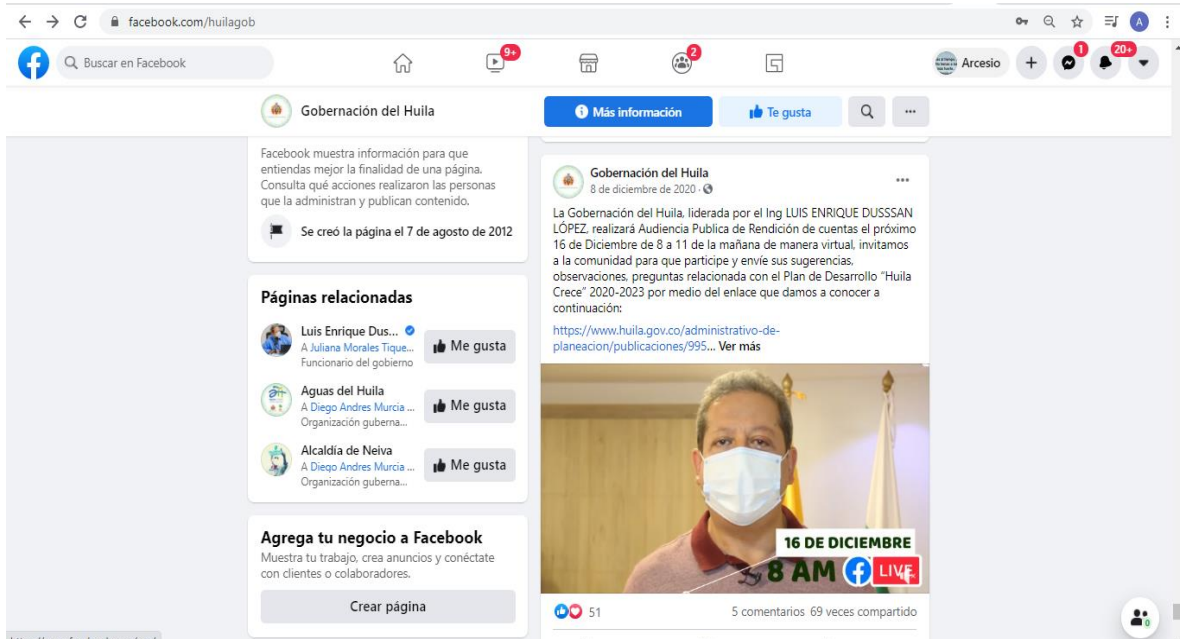 facebook.com/huilagob
A
Buscar en Facebook
9+
2
Arcesio
1
20+
Gobernación del Huila
Más información
Te gusta
Facebook muestra información para que
entiendas mejor la finalidad de una página.
Consulta qué acciones realizaron las personas
que la administran y publican contenido.
Se creó la página el 7 de agosto de 2012
Páginas relacionadas
Luis Enrique Dus...
A Juliana Morales Tique...
Funcionario del gobierno
Me gusta
Aguas del Huila
A Diego Andres Murcia ...
Organización guberna...
Me gusta
Alcaldía de Neiva
A Diego Andres Murcia ...
Organización guberna...
Me gusta
Agrega tu negocio a Facebook
Muestra tu trabajo, crea anuncios y conéctate
con clientes o colaboradores.
Crear página
Gobernación del Huila
8 de diciembre de 2020 ·
La Gobernación del Huila, liderada por el Ing LUIS ENRIQUE DUSSSAN
LÓPEZ, realizará Audiencia Publica de Rendición de cuentas el próximo
16 de Diciembre de 8 a 11 de la mañana de manera virtual, invitamos
a la comunidad para que participe y envíe sus sugerencias,
observaciones, preguntas relacionada con el Plan de Desarrollo "Huila
Crece" 2020-2023 por medio del enlace que damos a conocer a
continuación:
https://www.huila.gov.co/administrativo-de-
planeacion/publicaciones/995... Ver más
16 DE DICIEMBRE
8 AM
LIVE
51
5 comentarios 69 veces compartido
0